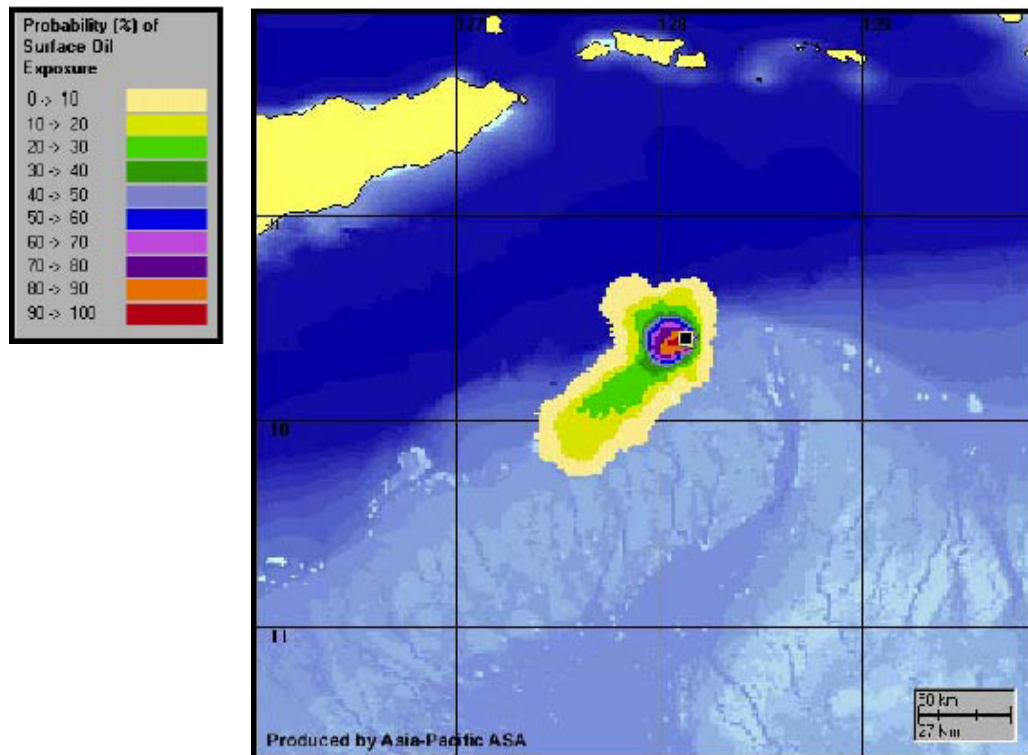 Probability (%) of
Surface Oil
Exposure
0 -> 10
10 -> 20
20 -> 30
30 -> 40
40 -> 50
50 -> 60
60 -> 70
70 -> 80
80 -> 90
90 -> 100
127
128
129
10
11
Produced by Asia-Pacific ASA
50 km
27 km